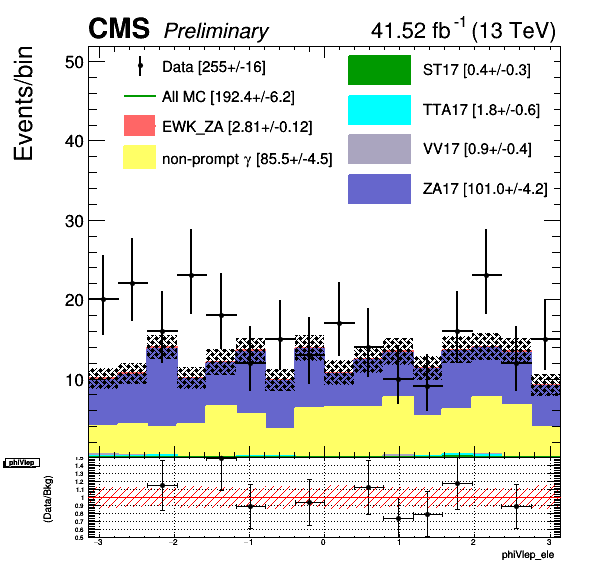 CMS Preliminary 41.52 fb⁻¹ (13 TeV)
Events/bin
50
40
30
20
10
Data [255+/-16]
All MC [192.4+/-6.2]
EWK_ZA [2.81+/-0.12]
non-prompt γ [85.5+/-4.5]
ST17 [0.4+/-0.3]
TTA17 [1.8+/-0.6]
VV17 [0.9+/-0.4]
ZA17 [101.0+/-4.2]
phiVlep
(Data/Bkg)
1.5
1.4
1.3
1.2
1.1
1
0.9
0.8
0.7
0.6
0.5
−3 −2 −1 0 1 2 3
phiVlep_ele